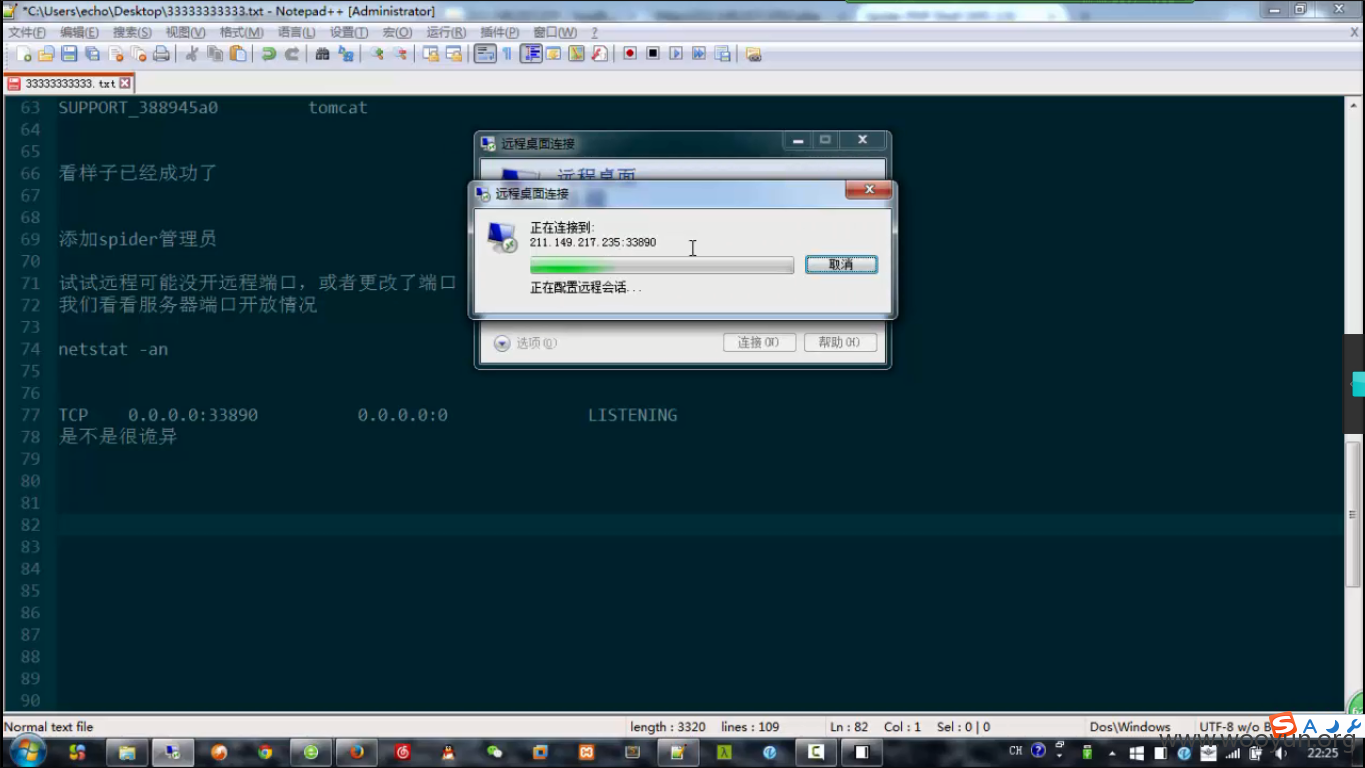 *C:\Users\echo\Desktop\33333333333.txt - Notepad++ [Administrator]
文件(F) 编辑(E) 搜索(S) 视图(V) 格式(M) 语言(L) 设置(T) 宏(O) 运行(R) 插件(P) 窗口(W) ? X
33333333333.txt
63 SUPPORT_388945a0 tomcat
64
65
66 看样子已经成功了
67
68
69 添加spider管理员
70
71 试试远程可能没开远程端口，或者更改了端口
72 我们看看服务器端口开放情况
73
74 netstat -an
75
76
77 TCP 0.0.0.0:33890 0.0.0.0:0 LISTENING
78 是不是很诡异
79
80
81
82
83
84
85
86
87
88
89
90
远程桌面连接
远程桌面
远程桌面连接
正在连接到:
211.149.217.235:33890
取消
正在配置远程会话...
选项(O) 连接(N) 帮助(H)
Normal text file length : 3320 lines : 109 Ln : 82 Col : 1 Sel : 0 | 0 Dos\Windows UTF-8 w/o B
CH 22:25
www.wooyun.org